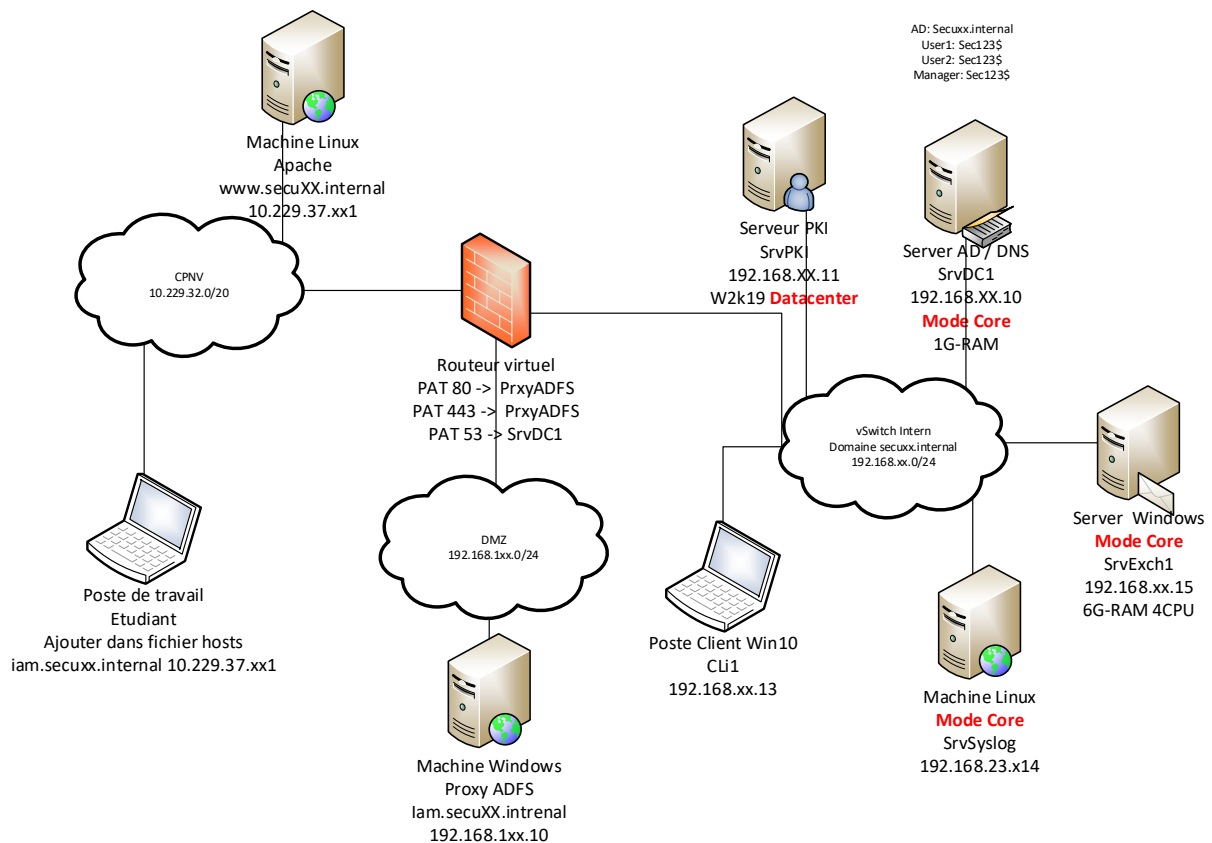 AD: Secuxx.internal
User1: Sec123$
User2: Sec123$
Manager: Sec123$
Machine Linux
Apache
www.secuXX.internal
10.229.37.xx1
CPNV
10.229.32.0/20
Serveur PKI
SrvPKI
192.168.XX.11
W2k19 Datacenter
Server AD / DNS
SrvDC1
192.168.XX.10
Mode Core
1G-RAM
Routeur virtuel
PAT 80 -> PrxyADFS
PAT 443 -> PrxyADFS
PAT 53 -> SrvDC1
vSwitch Intern
Domaine secuxx.internal
192.168.xx.0/24
Server Windows
Mode Core
SrvExch1
192.168.xx.15
6G-RAM 4CPU
DMZ
192.168.1xx.0/24
Poste de travail
Etudiant
Ajouter dans fichier hosts
iam.secuxx.internal 10.229.37.xx1
Poste Client Win10
CLi1
192.168.xx.13
Machine Linux
Mode Core
SrvSyslog
192.168.23.x14
Machine Windows
Proxy ADFS
Iam.secuXX.intrenal
192.168.1xx.10